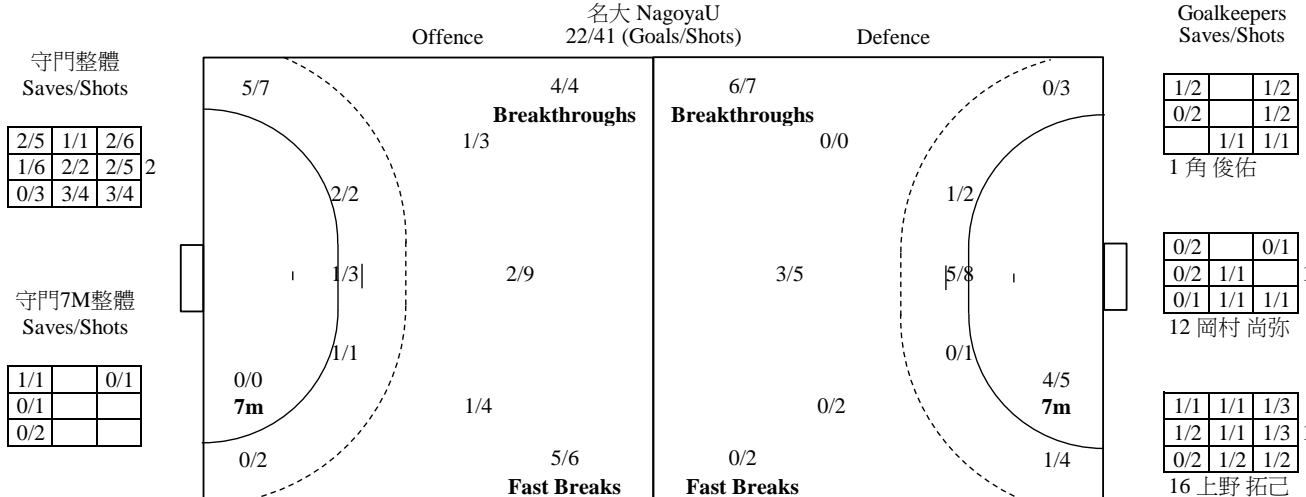 名大 NagoyaU
22/41 (Goals/Shots)
Offence
Defence
守門整體
Saves/Shots
2/5 1/1 2/6
1/6 2/2 2/5 2
0/3 3/4 3/4
守門7M整體
Saves/Shots
1/1 0/1
0/1
0/2
5/7
4/4
Breakthroughs
1/3
2/2
1/3
2/9
1/1
0/0
7m
1/4
0/2
5/6
Fast Breaks
6/7
Breakthroughs
0/3
0/0
1/2
3/5
5/8
0/1
4/5
7m
0/2
0/2
Fast Breaks
1/4
Goalkeepers
Saves/Shots
1/2 1/2
0/2 1/2
1/1 1/1
1 角 俊佑
0/2 0/1
0/2 1/1
0/1 1/1 1/1
12 岡村 尚弥
1/1 1/1 1/3
1/2 1/1 1/3
0/2 1/2 1/2
16 上野 拓己